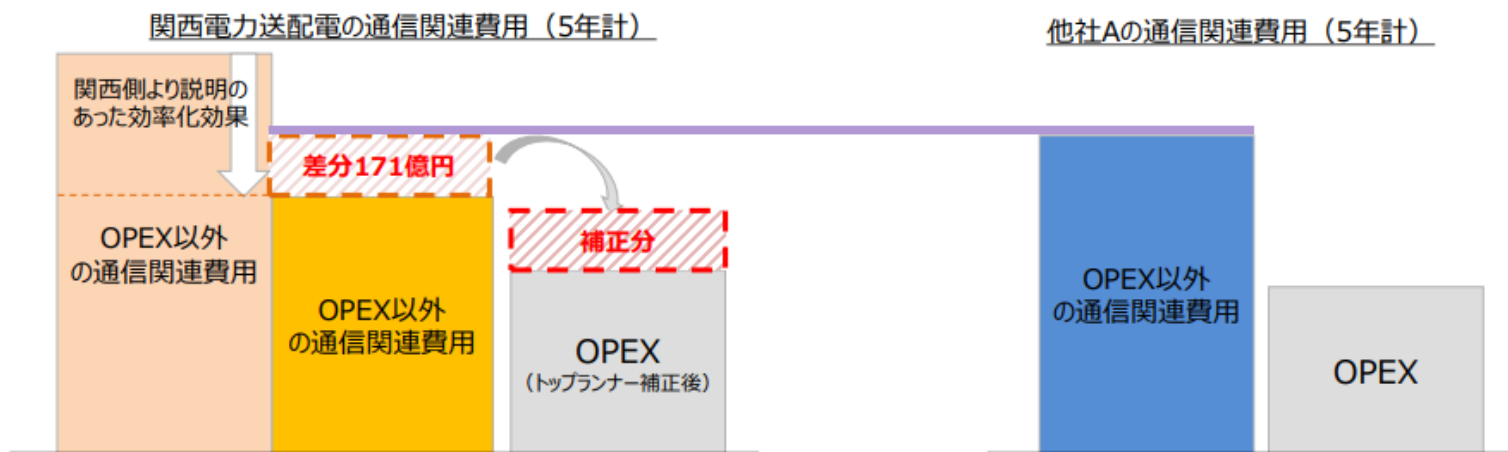 関西電力送配電の通信関連費用（5年計）
他社Aの通信関連費用（5年計）
関西側より説明の
あった効率化効果
差分171億円
OPEX以外
の通信関連費用
OPEX以外
の通信関連費用
補正分
OPEX
（トップランナー補正後）
OPEX以外
の通信関連費用
OPEX